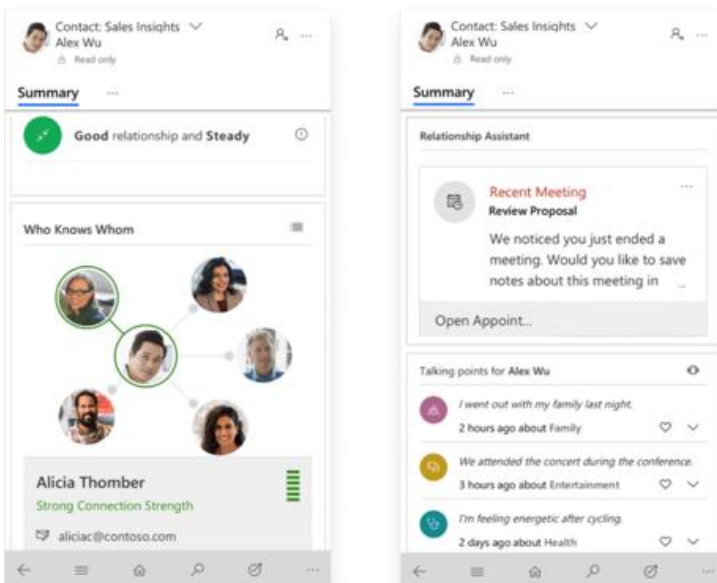 Contact: Sales Insights
Alex Wu
Read only
Summary
Good relationship and Steady
Who Knows Whom
Alicia Thomber
Strong Connection Strength
aliciac@contoso.com
Contact: Sales Insights
Alex Wu
Read only
Summary
Relationship Assistant
Recent Meeting
Review Proposal
We noticed you just ended a
meeting. Would you like to save
notes about this meeting in ...
Open Appoint...
Talking points for Alex Wu
I went out with my family last night.
2 hours ago about Family
We attended the concert during the conference.
3 hours ago about Entertainment
I'm feeling energetic after cycling.
2 days ago about Health